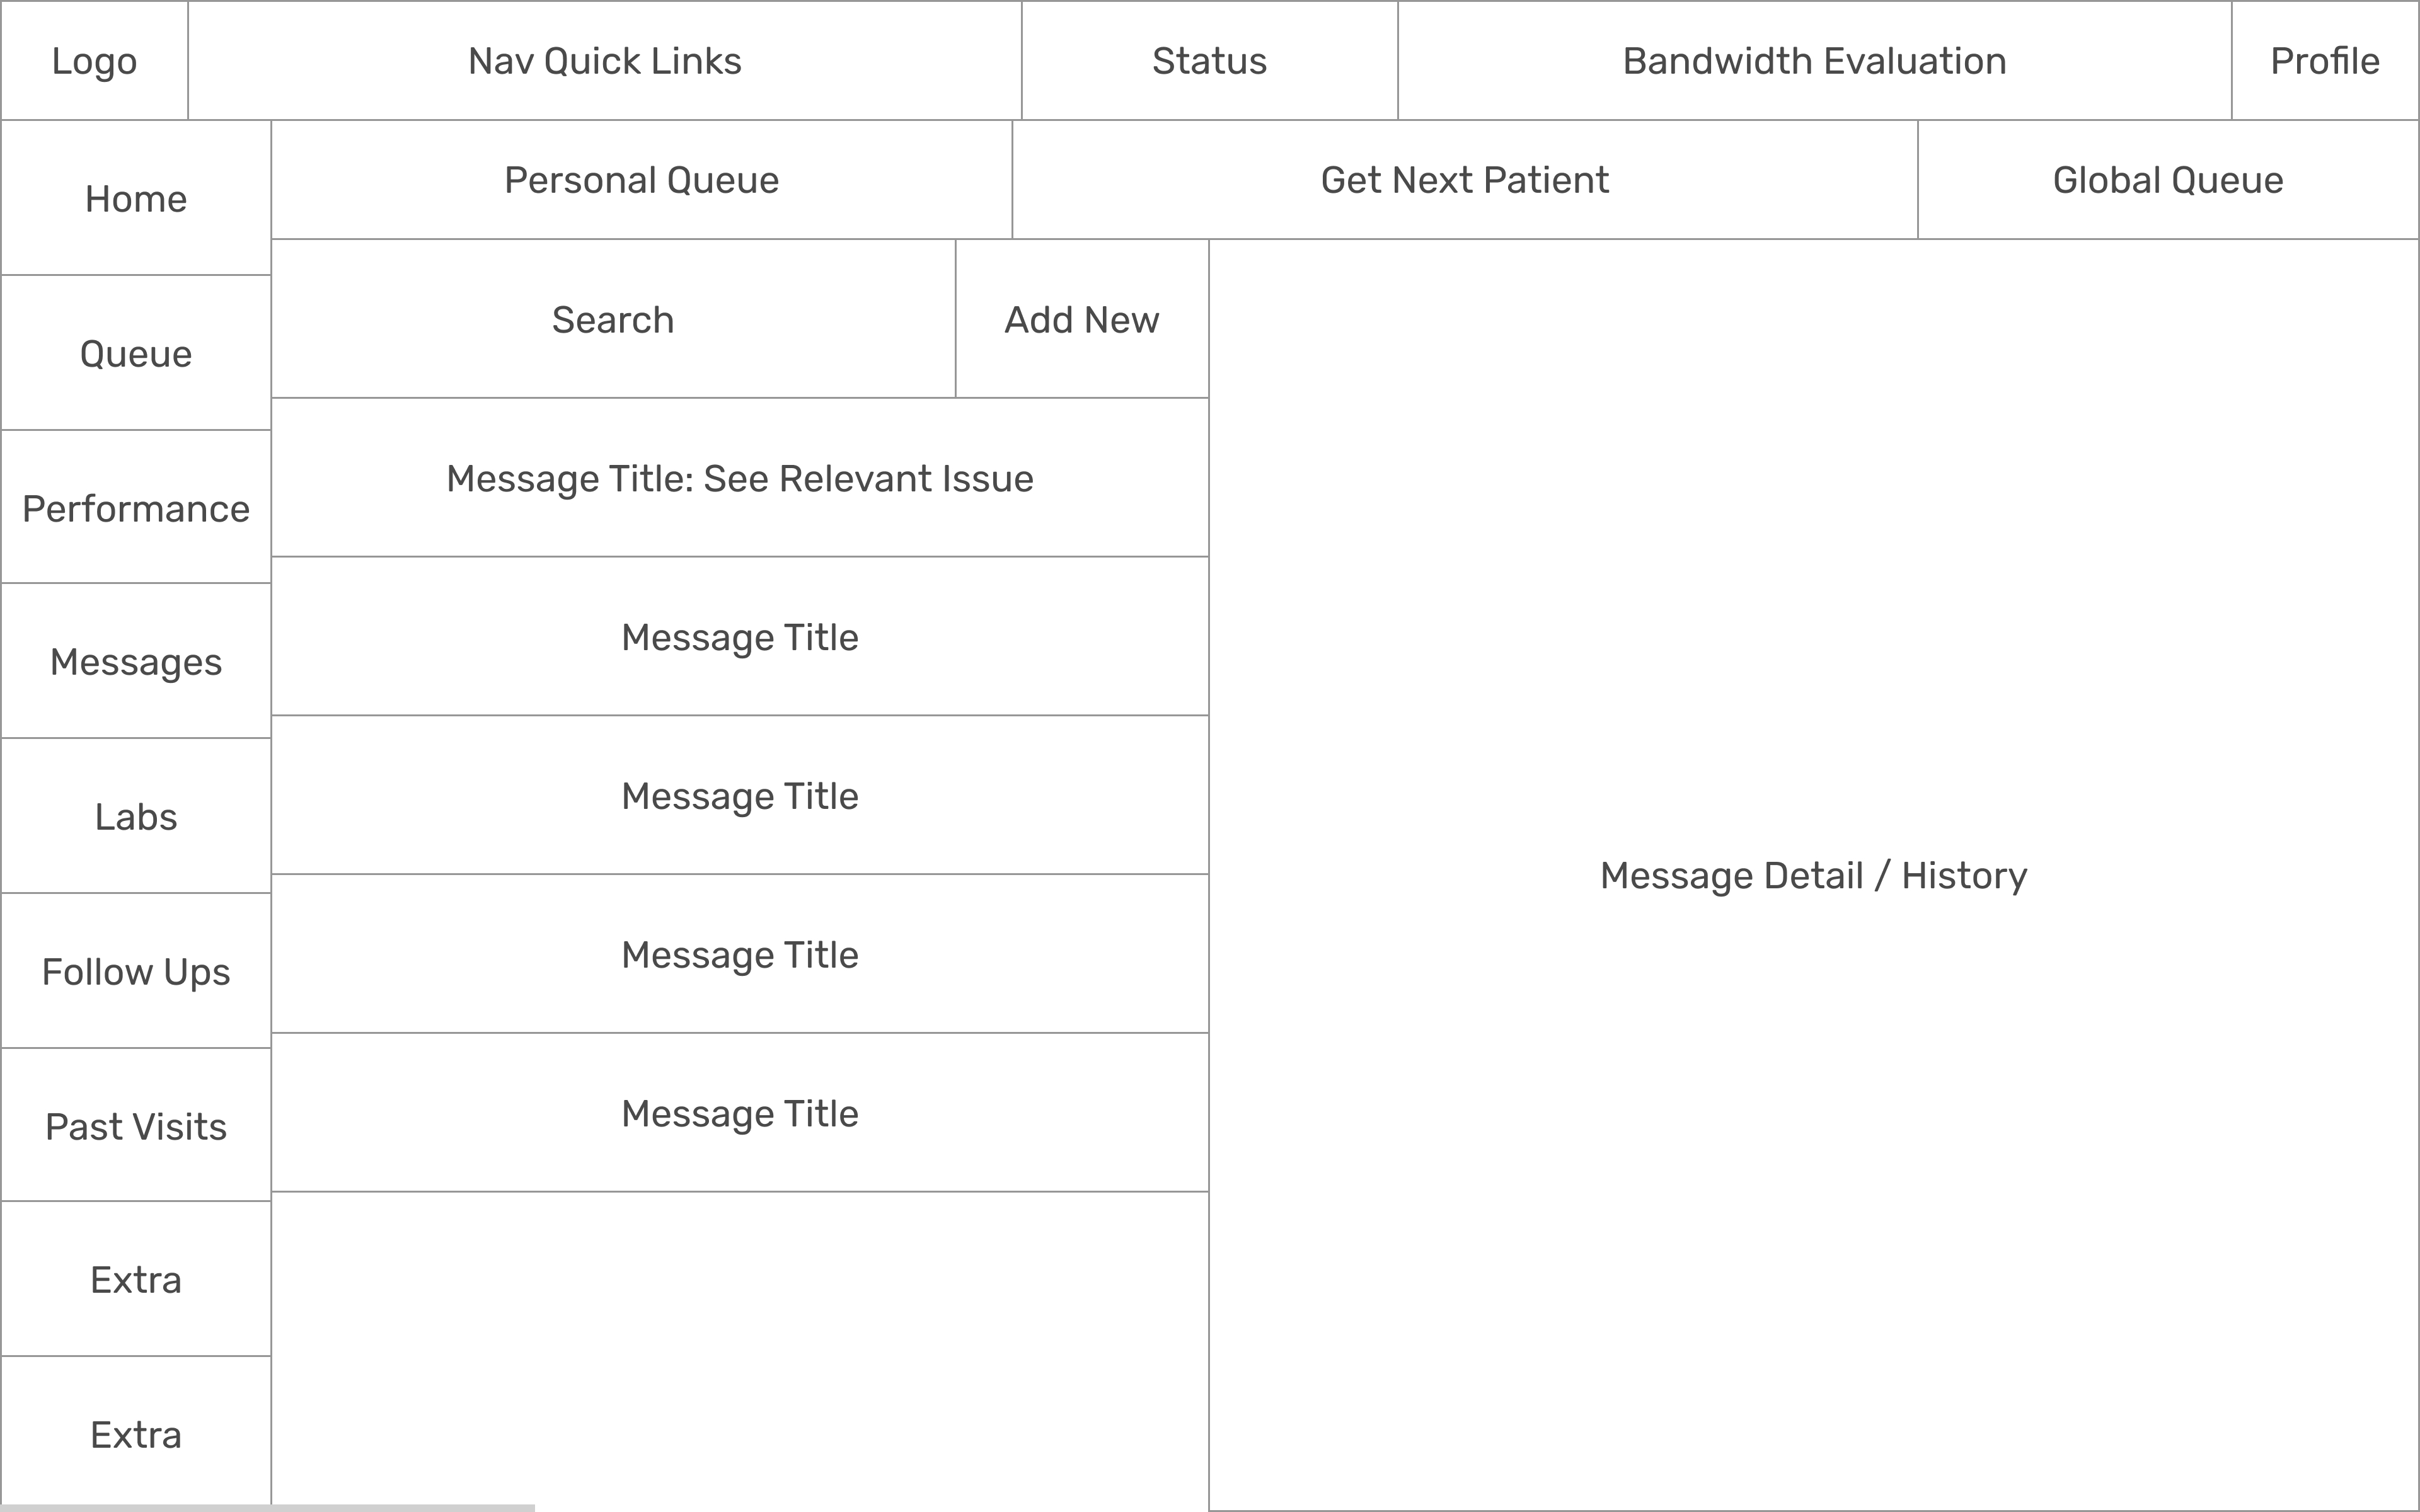 Logo
Nav Quick Links
Status
Bandwidth Evaluation
Profile
Home
Queue
Performance
Messages
Labs
Follow Ups
Past Visits
Extra
Extra
Personal Queue
Get Next Patient
Global Queue
Search
Add New
Message Title: See Relevant Issue
Message Title
Message Title
Message Title
Message Title
Message Detail / History